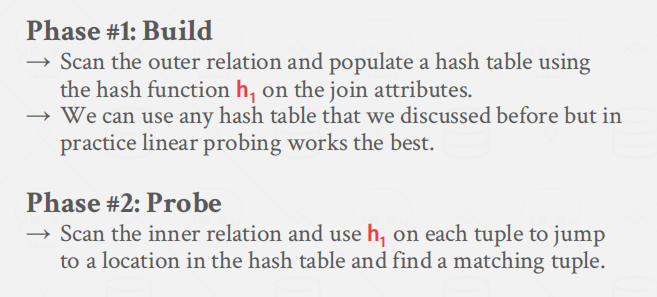 Phase #1: Build
→ Scan the outer relation and populate a hash table using
the hash function h₁ on the join attributes.
→ We can use any hash table that we discussed before but in
practice linear probing works the best.
Phase #2: Probe
→ Scan the inner relation and use h₁ on each tuple to jump
to a location in the hash table and find a matching tuple.